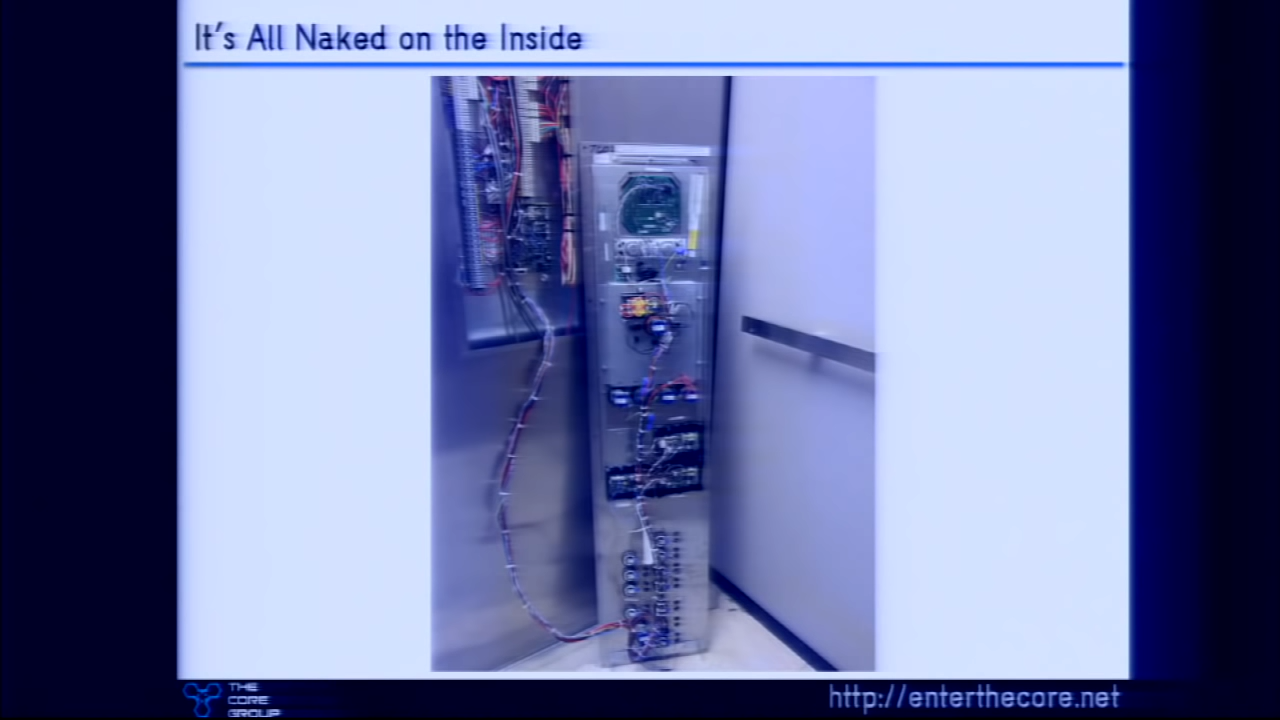 It's All Naked on the Inside
THE
CORE
GROUP
http://enterthecore.net